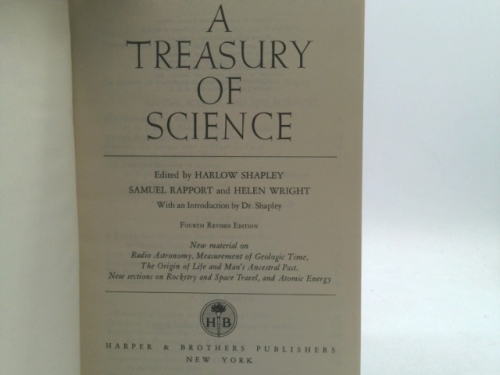 A
TREASURY
OF
SCIENCE
Edited by HARLOW SHAPLEY
SAMUEL RAPPORT and HELEN WRIGHT
With an Introduction by Dr. Shapley
FOURTH REVISED EDITION
New material on
Radio Astronomy, Measurement of Geologic Time,
The Origin of Life and Man's Ancestral Past.
New sections on Rocketry and Space Travel, and Atomic Energy
H B
HARPER & BROTHERS PUBLISHERS
NEW YORK